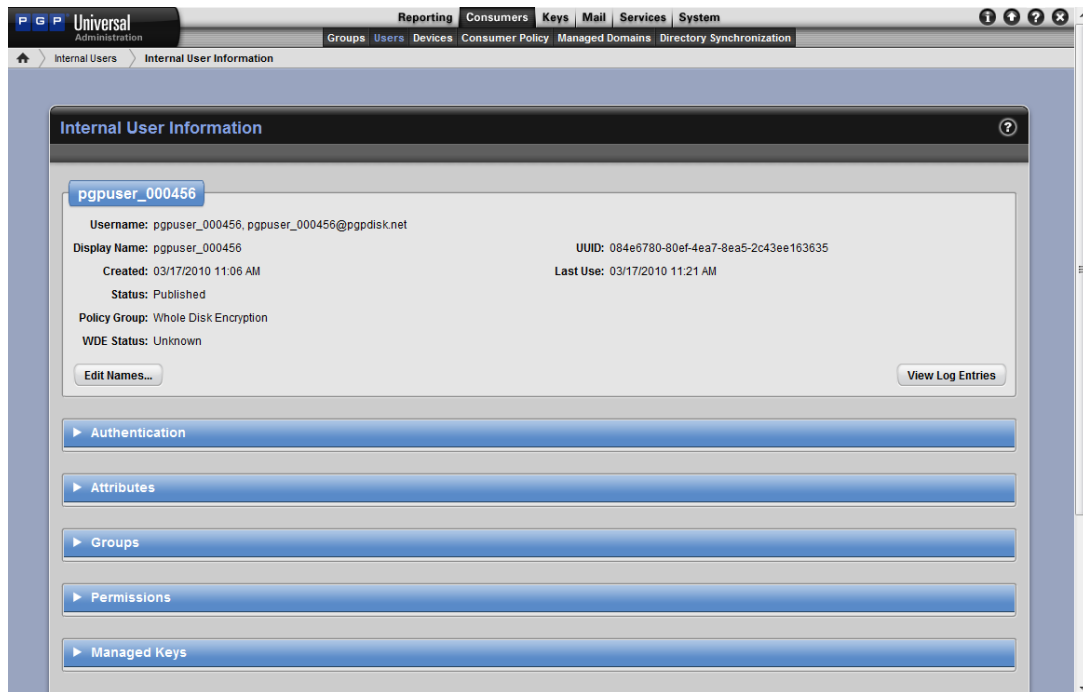 PGP Universal
Administration
Reporting Consumers Keys Mail Services System
Groups Users Devices Consumer Policy Managed Domains Directory Synchronization
Internal Users Internal User Information
Internal User Information
pgpuser_000456
Username: pgpuser_000456, pgpuser_000456@pgpdisk.net
Display Name: pgpuser_000456 UUID: 084e6780-80ef-4ea7-8ea5-2c43ee163635
Created: 03/17/2010 11:06 AM Last Use: 03/17/2010 11:21 AM
Status: Published
Policy Group: Whole Disk Encryption
WDE Status: Unknown
Edit Names... View Log Entries
Authentication
Attributes
Groups
Permissions
Managed Keys